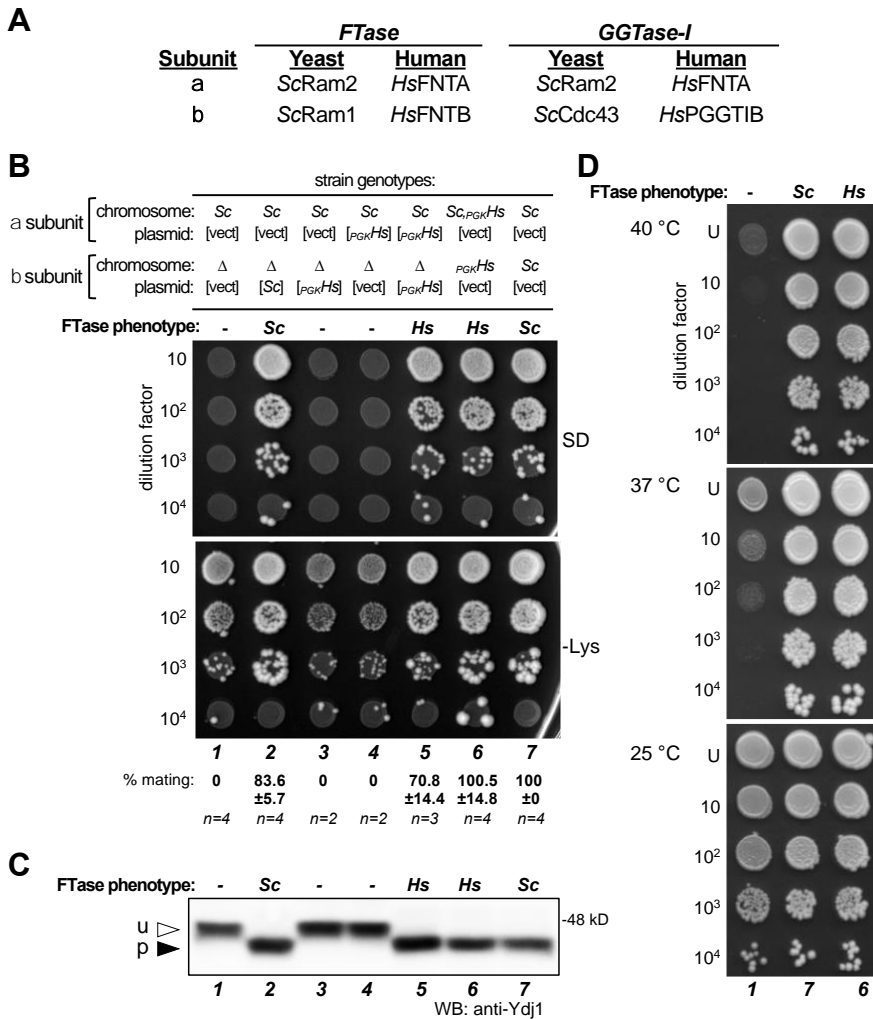 A
FTase GGTase-I
Subunit Yeast Human Yeast Human
a ScRam2 HsFNTA ScRam2 HsFNTA
b ScRam1 HsFNTB ScCdc43 HsPGGTIB
B
strain genotypes:
a subunit
chromosome: Sc Sc Sc Sc Sc Sc,PGKHs Sc
plasmid: [vect] [vect] [vect] [PGKHs] [PGKHs] [vect] [vect]
b subunit
chromosome: Δ Δ Δ Δ Δ PGKHs Sc
plasmid: [vect] [Sc] [PGKHs] [vect] [PGKHs] [vect] [vect]
FTase phenotype: - Sc - - Hs Hs Sc
dilution factor
10
10²
10³
10⁴
SD
10
10²
10³
10⁴
-Lys
1 2 3 4 5 6 7
% mating: 0 83.6 0 0 70.8 100.5 100
±5.7 ±14.4 ±14.8 ±0
n=4 n=4 n=2 n=2 n=3 n=4 n=4
C
FTase phenotype: - Sc - - Hs Hs Sc
u
p
-48 kD
1 2 3 4 5 6 7
WB: anti-Ydj1
D
FTase phenotype: - Sc Hs
40 °C
dilution factor
U
10
10²
10³
10⁴
37 °C
U
10
10²
10³
10⁴
25 °C
U
10
10²
10³
10⁴
1 7 6